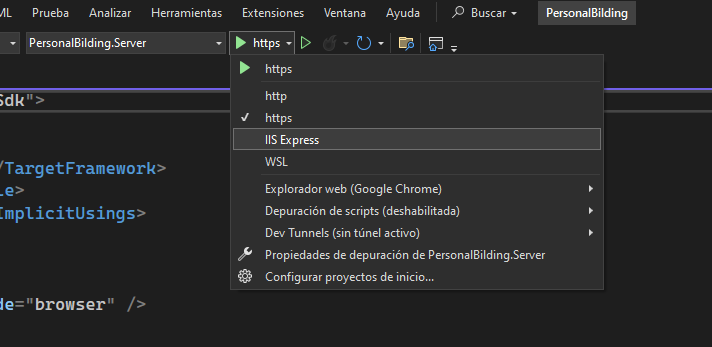 ML Prueba Analizar Herramientas Extensiones Ventana Ayuda Buscar PersonalBilding
PersonalBilding.Server https
https
Sdk">
http
https
IIS Express
/TargetFramework>
WSL
le>
Explorador web (Google Chrome)
ImplicitUsings>
Depuración de scripts (deshabilitada)
Dev Tunnels (sin túnel activo)
Propiedades de depuración de PersonalBilding.Server
Configurar proyectos de inicio...
de="browser" />